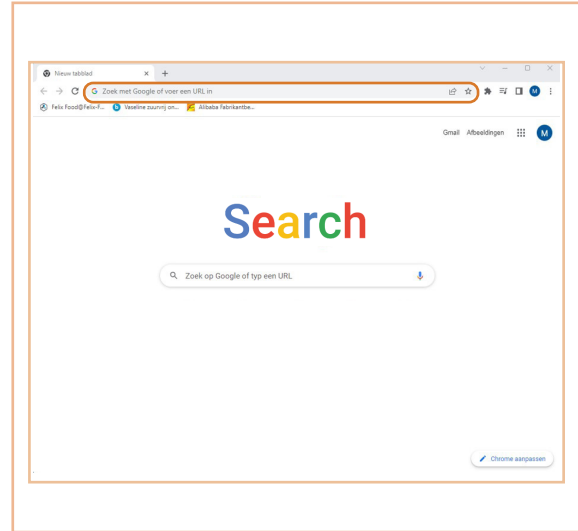 Nieuw tabblad
Zoek met Google of voer een URL in
Felix Food@Felix-F... Vaseline zuurvrij on... Alibaba Fabrikantbe...
Gmail Afbeeldingen M
Search
Zoek op Google of typ een URL
Chrome aanpassen